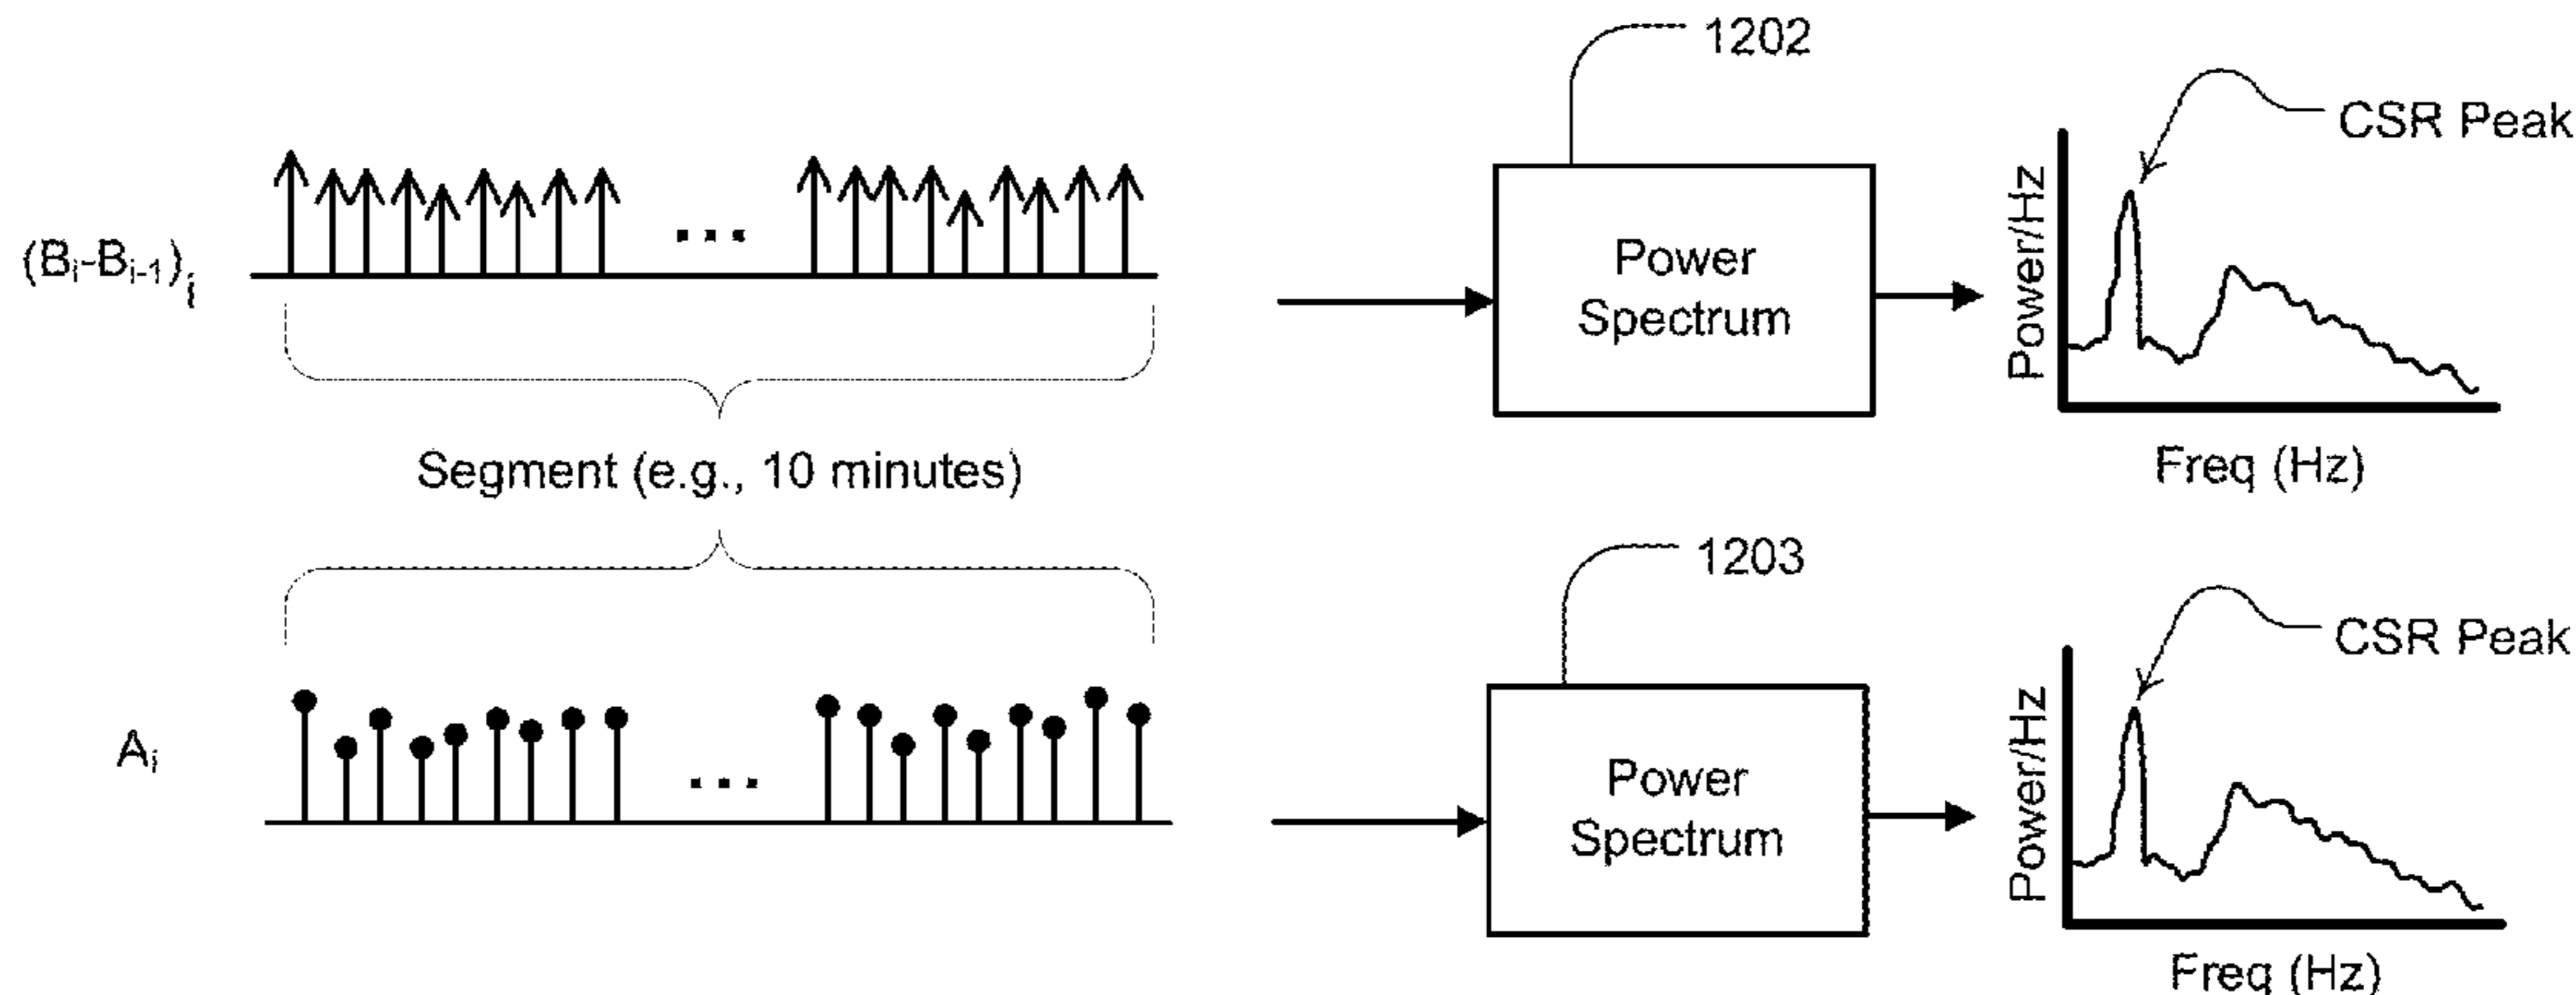 1202
CSR Peak
(Bi-Bi-1)i
Power
Spectrum
Power/Hz
Freq (Hz)
Segment (e.g., 10 minutes)
1203
CSR Peak
Ai
Power
Spectrum
Power/Hz
Freq (Hz)